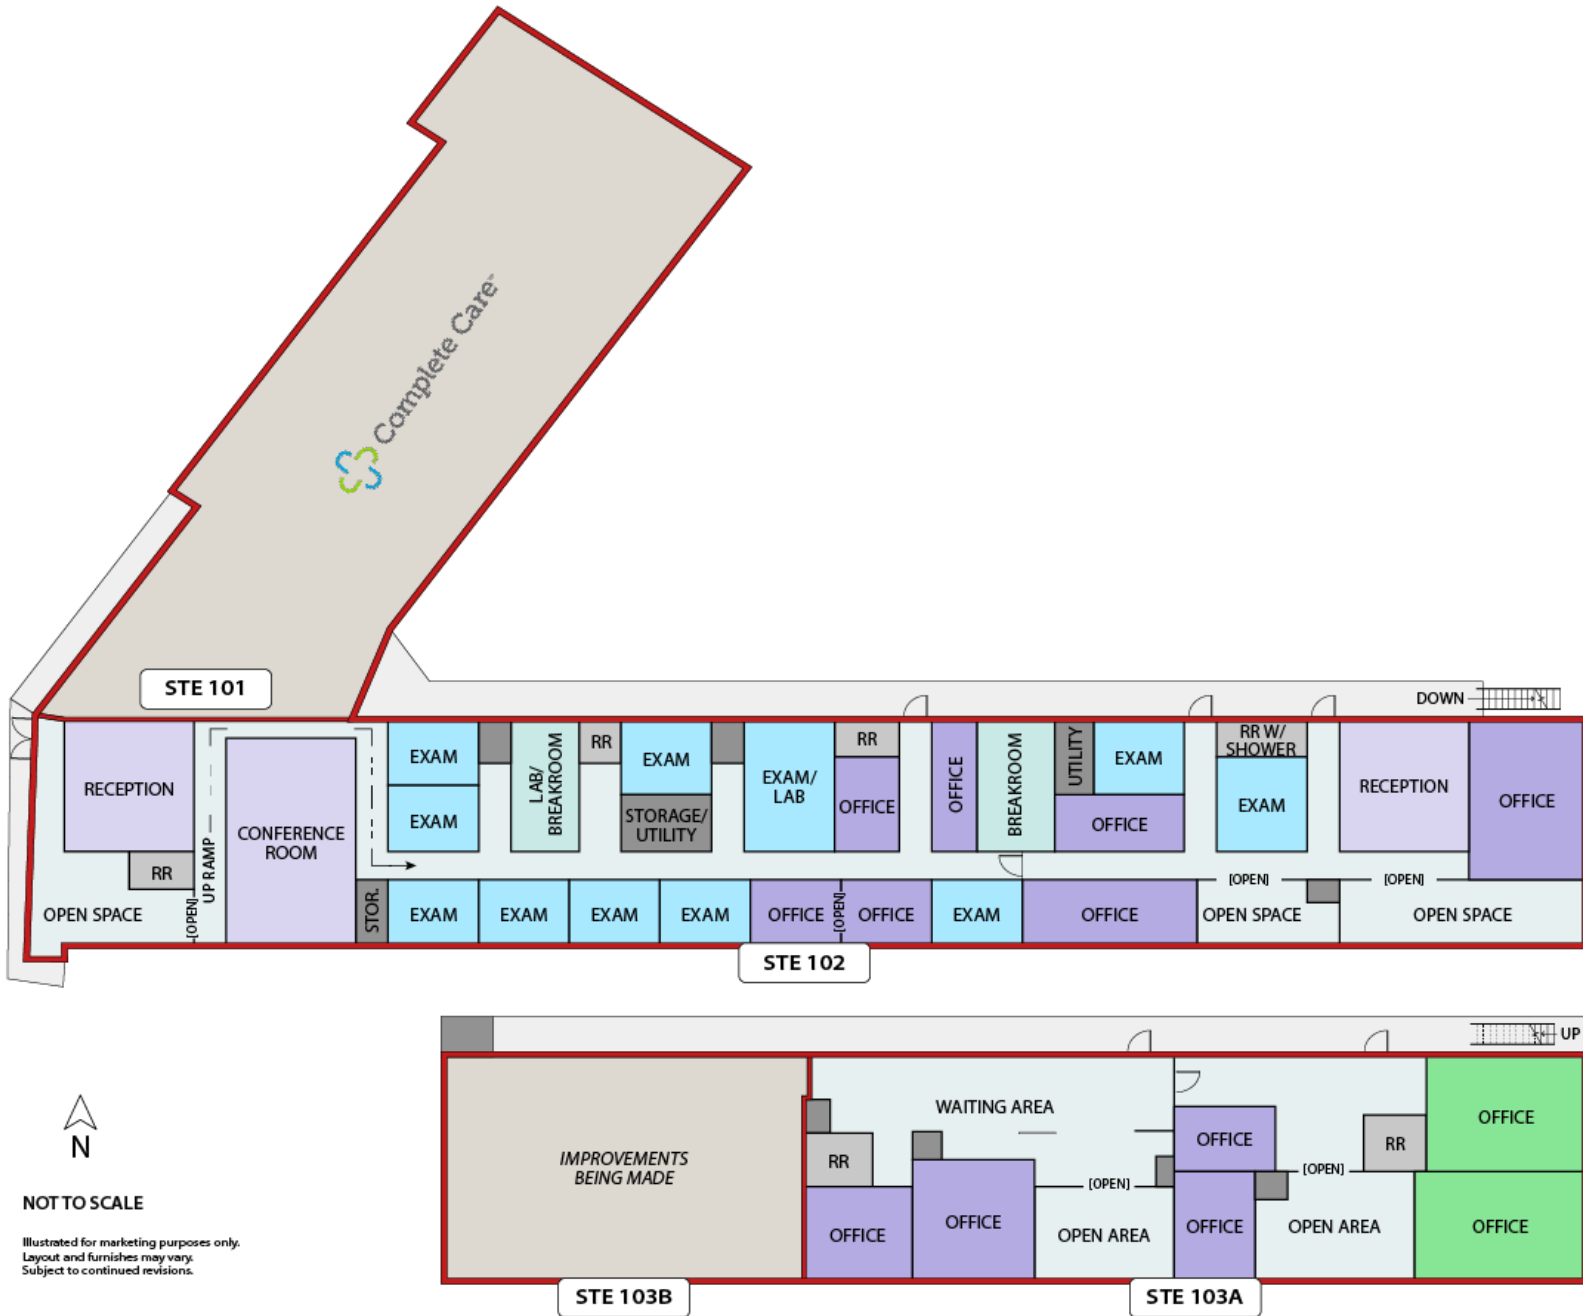 Complete Care™
STE 101
DOWN
RECEPTION
RR
OPEN SPACE
[OPEN]
UP RAMP
CONFERENCE
ROOM
STOR.
EXAM
EXAM
LAB/
BREAKROOM
RR
EXAM
STORAGE/
UTILITY
EXAM/
LAB
RR
OFFICE
OFFICE
BREAKROOM
UTILITY
EXAM
OFFICE
RR W/
SHOWER
EXAM
RECEPTION
OFFICE
EXAM
EXAM
EXAM
EXAM
OFFICE
[OPEN]
OFFICE
EXAM
OFFICE
[OPEN]
OPEN SPACE
[OPEN]
OPEN SPACE
STE 102
UP
IMPROVEMENTS
BEING MADE
WAITING AREA
RR
OFFICE
OFFICE
[OPEN]
OPEN AREA
OFFICE
OFFICE
[OPEN]
OPEN AREA
RR
OFFICE
OFFICE
STE 103B
STE 103A
N
NOT TO SCALE
Illustrated for marketing purposes only.
Layout and furnishes may vary.
Subject to continued revisions.